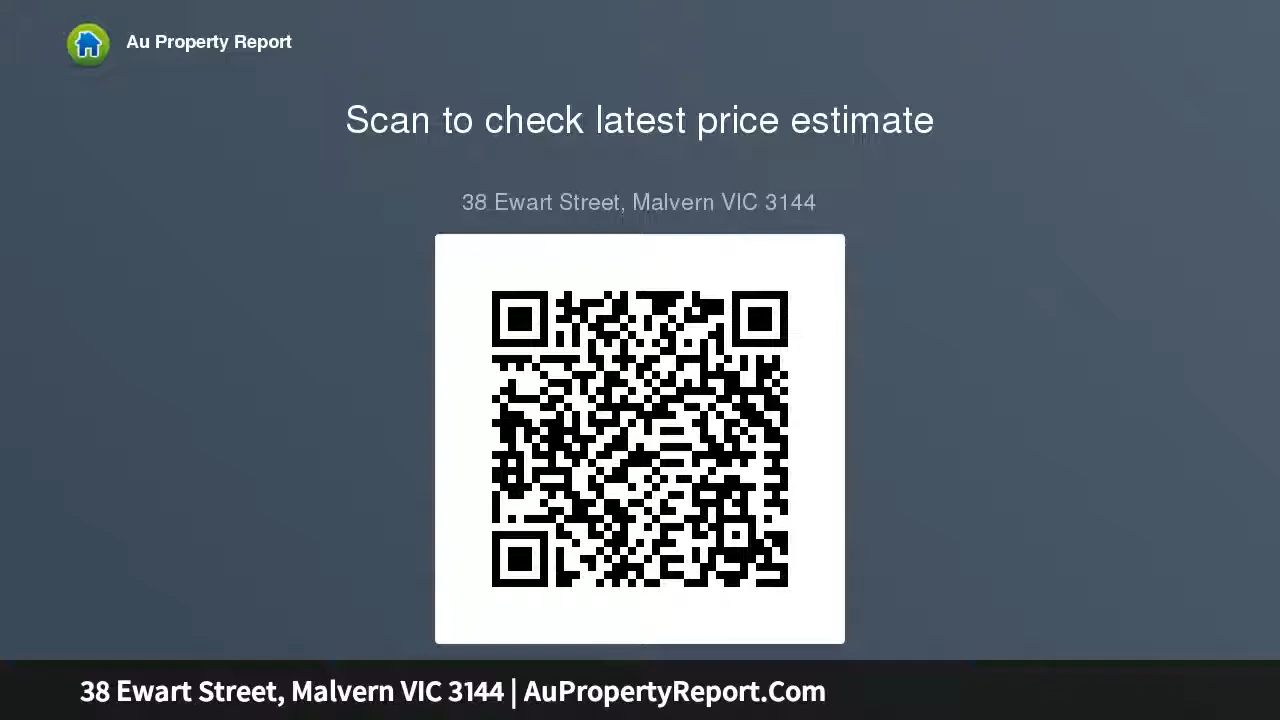 Au Property Report
Scan to check latest price estimate
38 Ewart Street, Malvern VIC 3144
38 Ewart Street, Malvern VIC 3144 | AuPropertyReport.Com